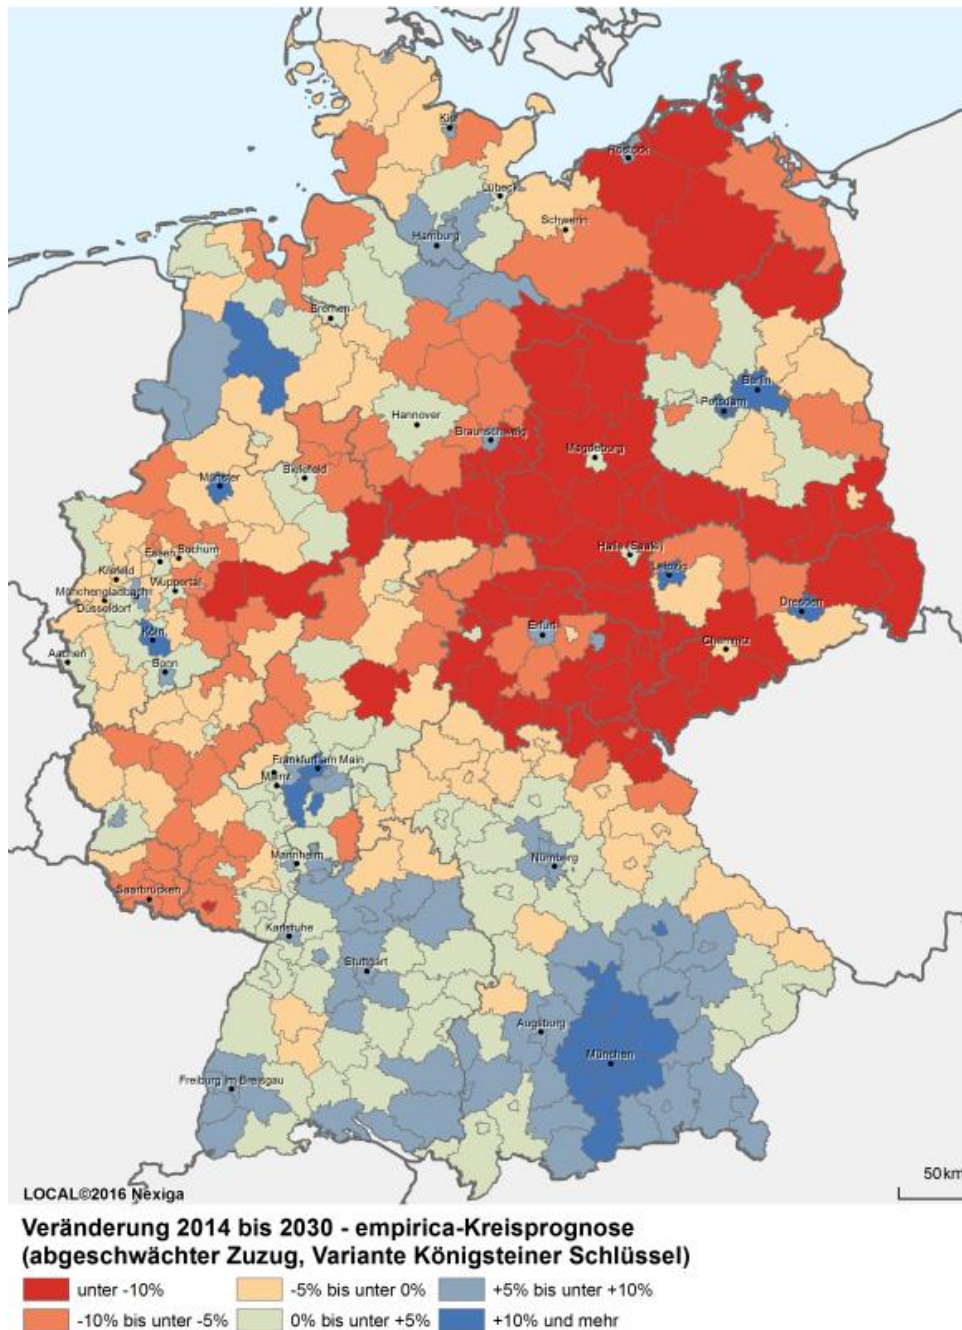 Kiel
Rostock
Lübeck
Schwerin
Hamburg
Bremen
Berlin
Potsdam
Hannover
Braunschweig
Magdeburg
Bielefeld
Münster
Essen
Bochum
Krefeld
Wuppertal
Mönchengladbach
Düsseldorf
Halle (Saale)
Leipzig
Dresden
Köln
Erfurt
Chemnitz
Aachen
Bonn
Frankfurt am Main
Mainz
Mannheim
Nürnberg
Saarbrücken
Karlsruhe
Stuttgart
Augsburg
München
Freiburg im Breisgau
50km
LOCAL©2016 Nexiga
Veränderung 2014 bis 2030 - empirica-Kreisprognose
(abgeschwächter Zuzug, Variante Königsteiner Schlüssel)
unter -10% -5% bis unter 0% +5% bis unter +10%
-10% bis unter -5% 0% bis unter +5% +10% und mehr